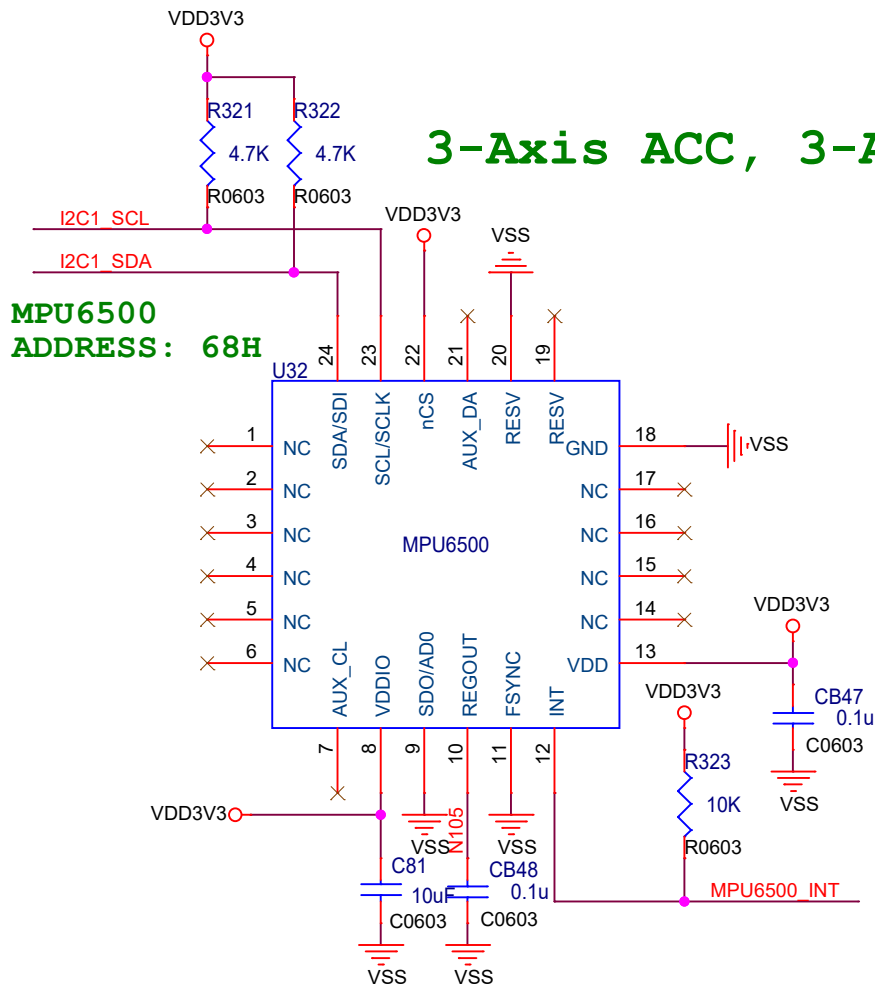 VDD3V3
R321
R322
4.7K
4.7K
3-Axis ACC, 3-A
R0603
R0603
I2C1_SCL
VDD3V3
VSS
I2C1_SDA
MPU6500
ADDRESS: 68H
24
23
22
21
20
19
U32
SDA/SDI
SCL/SCLK
nCS
AUX_DA
RESV
RESV
1 NC
GND 18
VSS
2 NC
NC 17
3 NC
NC 16
MPU6500
4 NC
NC 15
5 NC
NC 14
6 NC
VDD 13
VDD3V3
AUX_CL
VDDIO
SDO/AD0
REGOUT
FSYNC
INT
7
8
9
10
11
12
VDD3V3
CB47
0.1u
C0603
VSS
R323
10K
R0603
VDD3V3
VSS
N105
VSS
C81
10uF
C0603
VSS
CB48
0.1u
C0603
VSS
MPU6500_INT